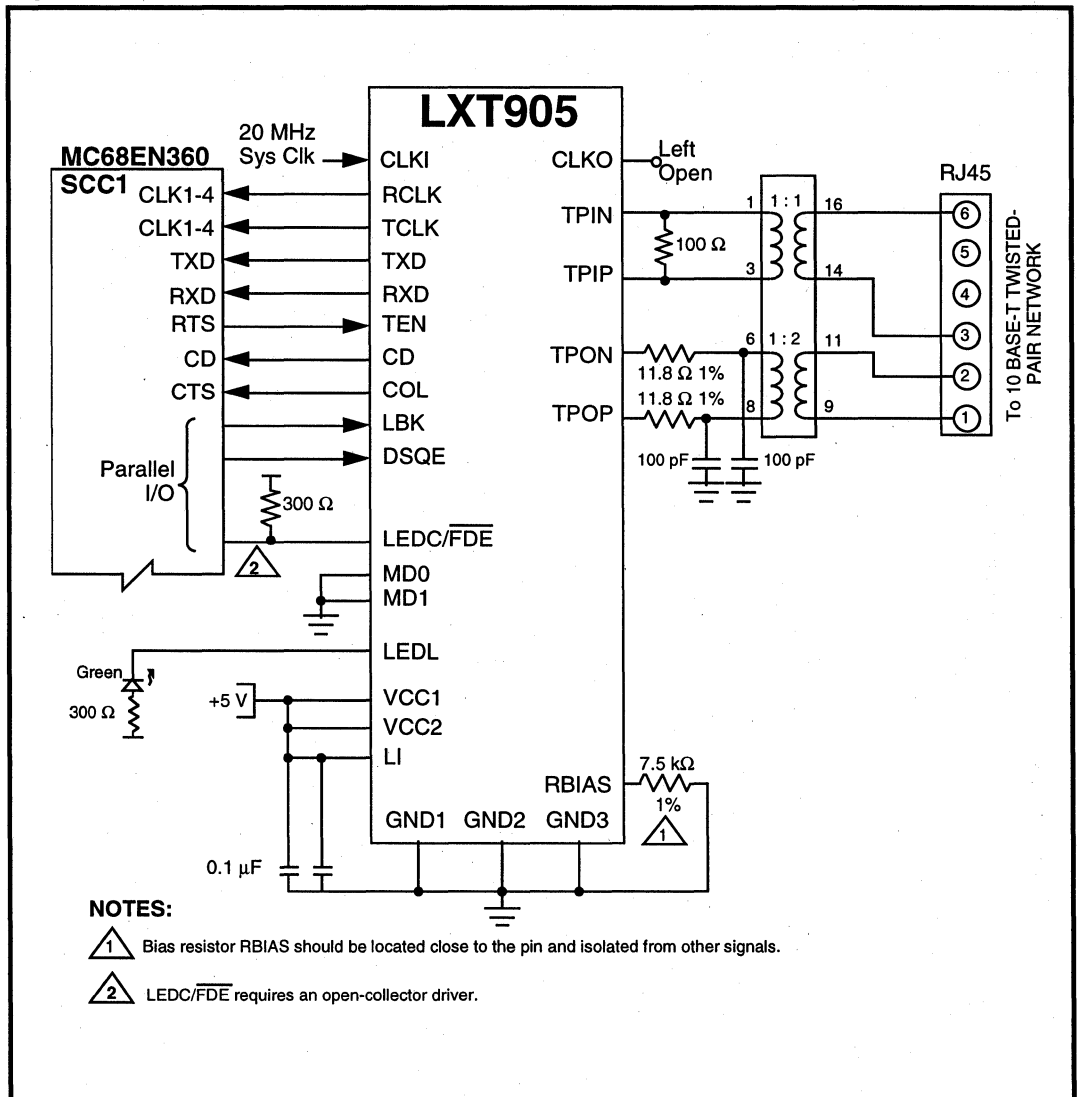 LXT905
MC68EN360
SCC1
CLK1-4
CLK1-4
TXD
RXD
RTS
CD
CTS
Parallel
I/O
20 MHz
Sys Clk
CLKI
RCLK
TCLK
TXD
RXD
TEN
CD
COL
LBK
DSQE
300 Ω
LEDC/FDE
2
MD0
MD1
LEDL
Green
300 Ω
+5 V
VCC1
VCC2
LI
0.1 µF
GND1 GND2 GND3
CLKO
Left
Open
TPIN
TPIP
100 Ω
TPON
11.8 Ω 1%
11.8 Ω 1%
TPOP
100 pF
100 pF
1 1 : 1 16
3 14
6 1 : 2 11
8 9
RJ45
6
5
4
3
2
1
To 10 BASE-T TWISTED-
PAIR NETWORK
RBIAS
7.5 kΩ
1%
1
NOTES:
1 Bias resistor RBIAS should be located close to the pin and isolated from other signals.
2 LEDC/FDE requires an open-collector driver.